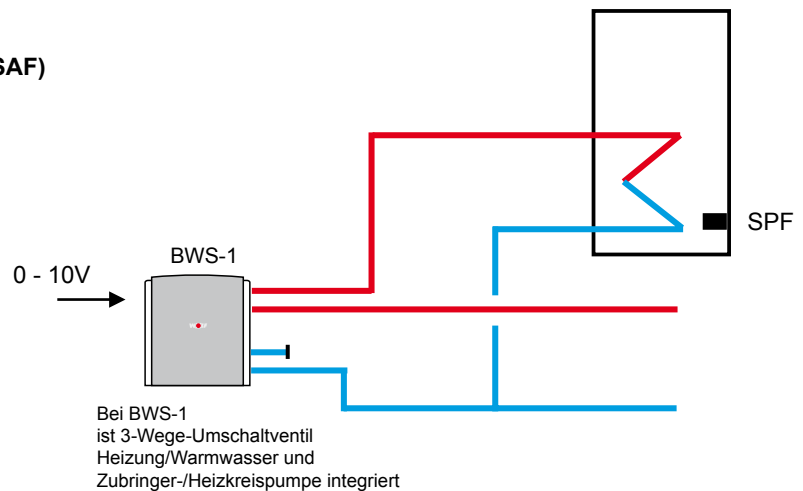 SAF)
SPF
BWS-1
0 - 10V
Bei BWS-1
ist 3-Wege-Umschaltventil
Heizung/Warmwasser und
Zubringer-/Heizkreispumpe integriert